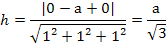 h = |0 − a + 0| / √(1² + 1² + 1²) = a / √3